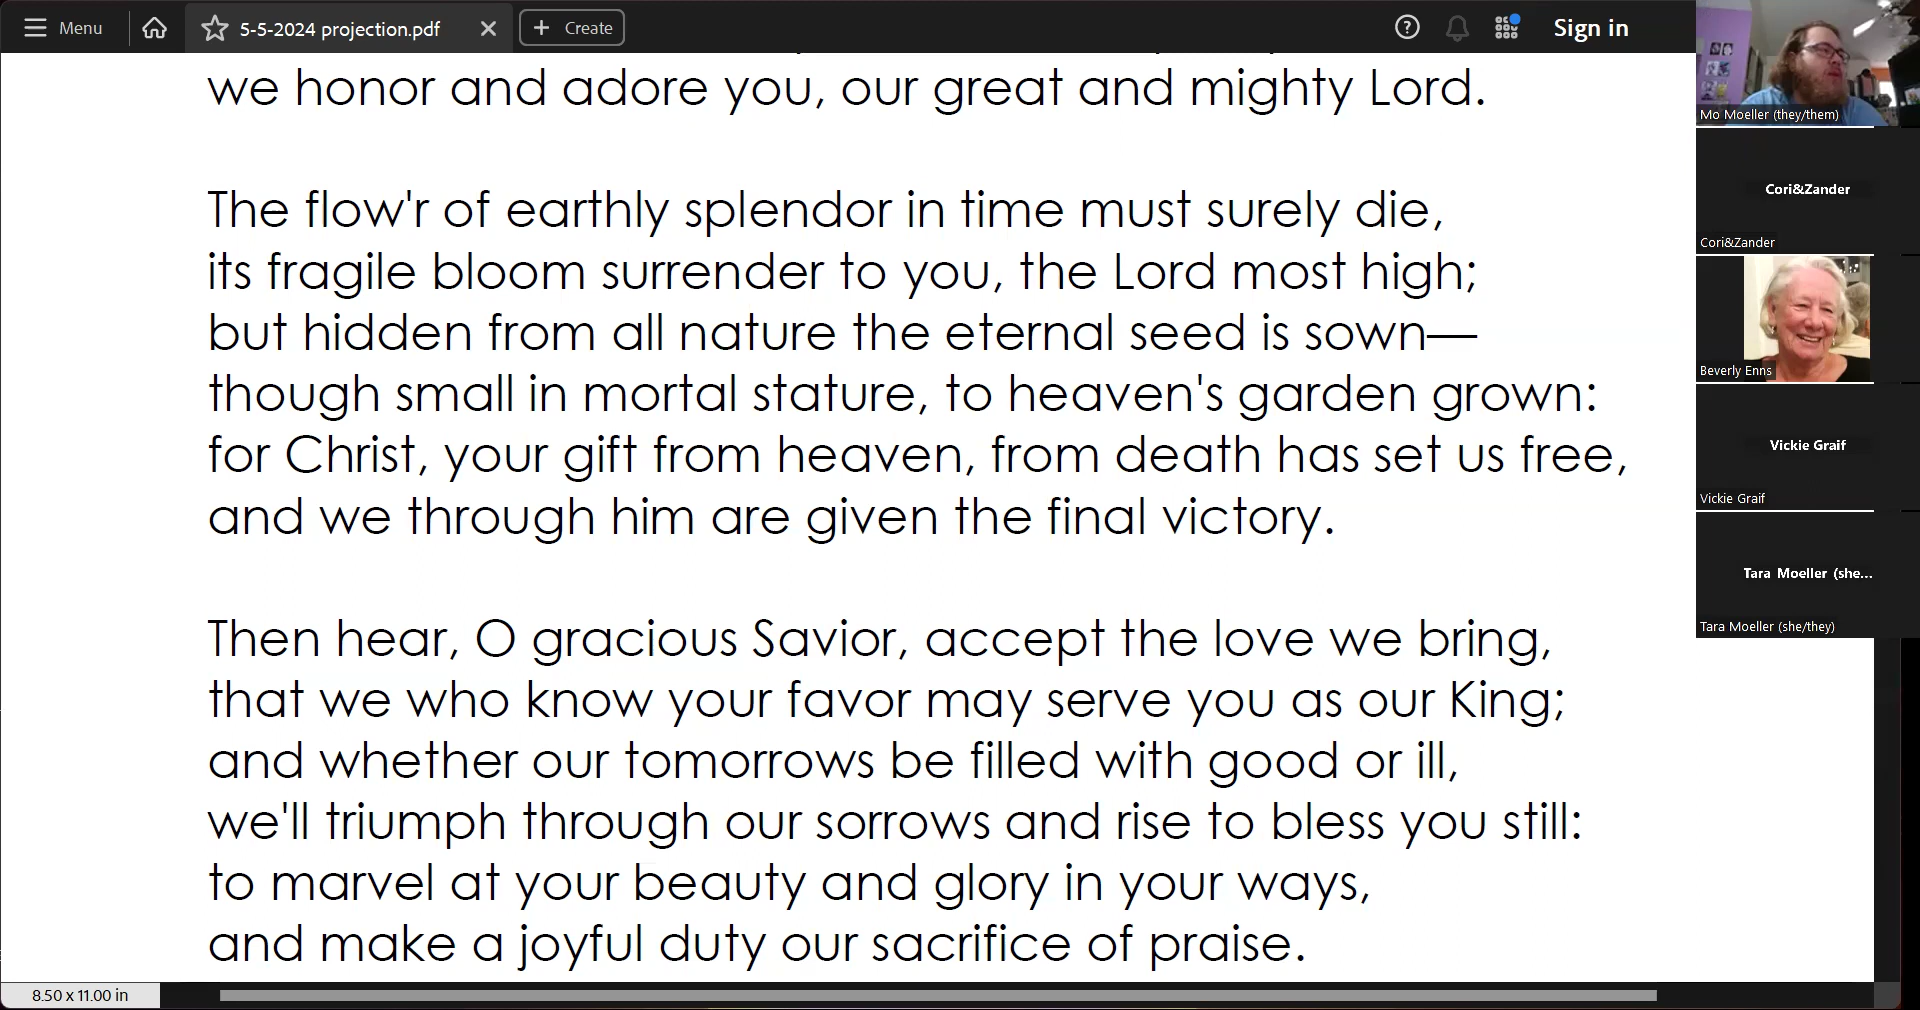 Menu
5-5-2024 projection.pdf
Create
Sign in
we honor and adore you, our great and mighty Lord.
The flow'r of earthly splendor in time must surely die,
its fragile bloom surrender to you, the Lord most high;
but hidden from all nature the eternal seed is sown—
though small in mortal stature, to heaven's garden grown:
for Christ, your gift from heaven, from death has set us free,
and we through him are given the final victory.
Then hear, O gracious Savior, accept the love we bring,
that we who know your favor may serve you as our King;
and whether our tomorrows be filled with good or ill,
we'll triumph through our sorrows and rise to bless you still:
to marvel at your beauty and glory in your ways,
and make a joyful duty our sacrifice of praise.
8.50 x 11.00 in
Mo Moeller (they/them)
Cori&Zander
Cori&Zander
Beverly Enns
Vickie Graif
Vickie Graif
Tara Moeller (she...
Tara Moeller (she/they)